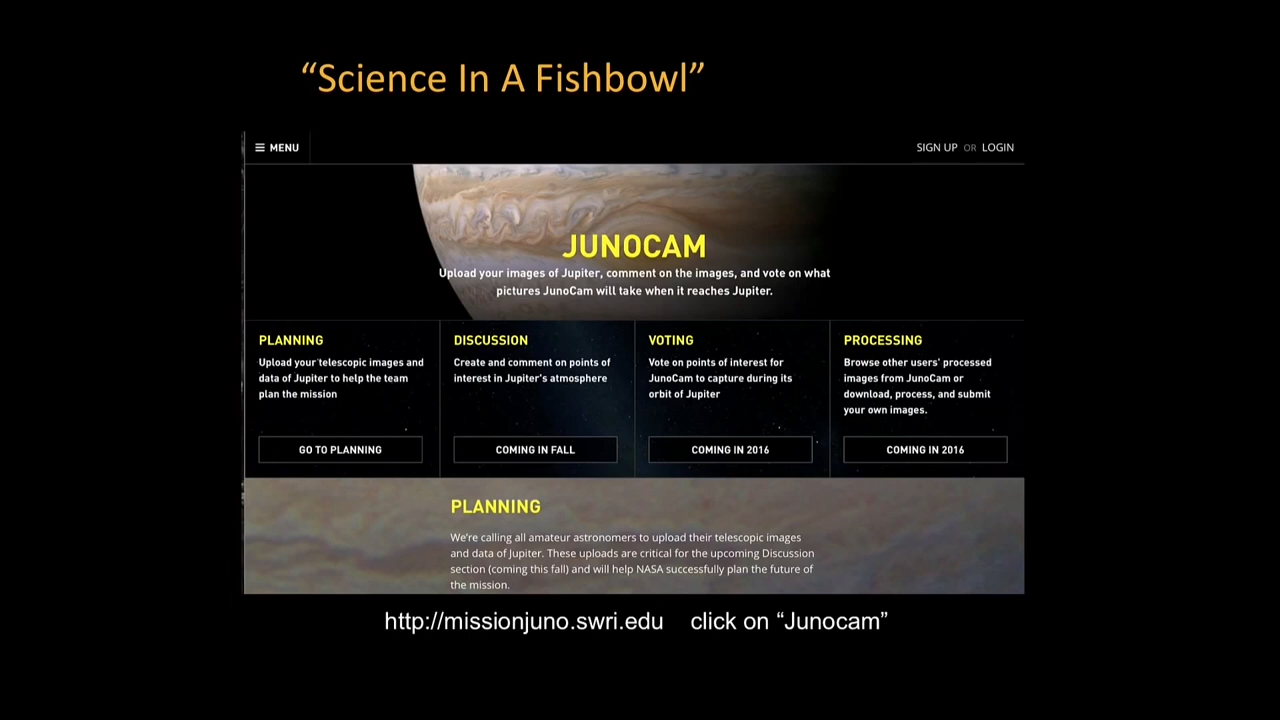 “Science In A Fishbowl”
☰ MENU
SIGN UP OR LOGIN
JUNOCAM
Upload your images of Jupiter, comment on the images, and vote on what
pictures JunoCam will take when it reaches Jupiter.
PLANNING
Upload your telescopic images and
data of Jupiter to help the team
plan the mission
GO TO PLANNING
DISCUSSION
Create and comment on points of
interest in Jupiter's atmosphere
COMING IN FALL
VOTING
Vote on points of interest for
JunoCam to capture during its
orbit of Jupiter
COMING IN 2016
PROCESSING
Browse other users' processed
images from JunoCam or
download, process, and submit
your own images.
COMING IN 2016
PLANNING
We're calling all amateur astronomers to upload their telescopic images
and data of Jupiter. These uploads are critical for the upcoming Discussion
section (coming this fall) and will help NASA successfully plan the future of
the mission.
http://missionjuno.swri.edu click on “Junocam”